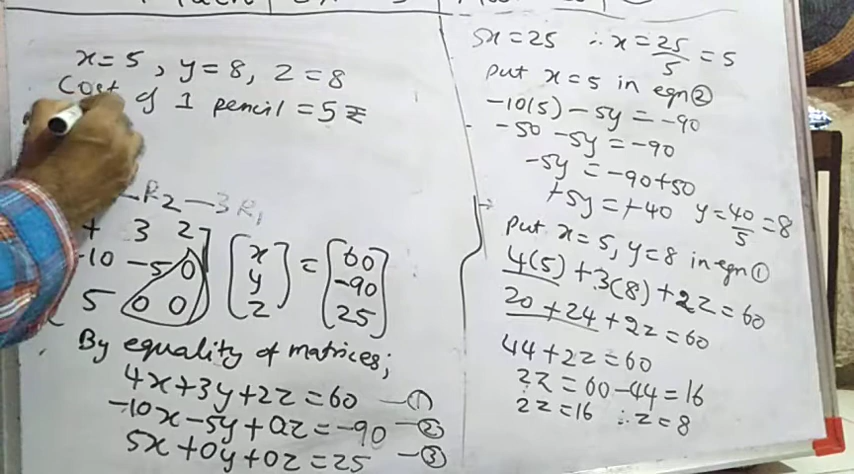 x=5, y=8, z=8
Cost of 1 pencil = 5₹
R2 — 3R1
3 2
-10 -5 0
5 0 0
[x y z] = [60 -90 25]
By equality of matrices;
4x+3y+2z=60 —①
-10x-5y+0z=-90 —②
5x+0y+0z=25 —③
5x=25 ∴x=25/5=5
put x=5 in eqn②
-10(5)-5y=-90
-50-5y=-90
-5y=-90+50
+5y=+40 y=40/5=8
put x=5, y=8 in eqn①
4(5)+3(8)+2z=60
20+24+2z=60
44+2z=60
2z=60-44=16
2z=16 ∴z=8